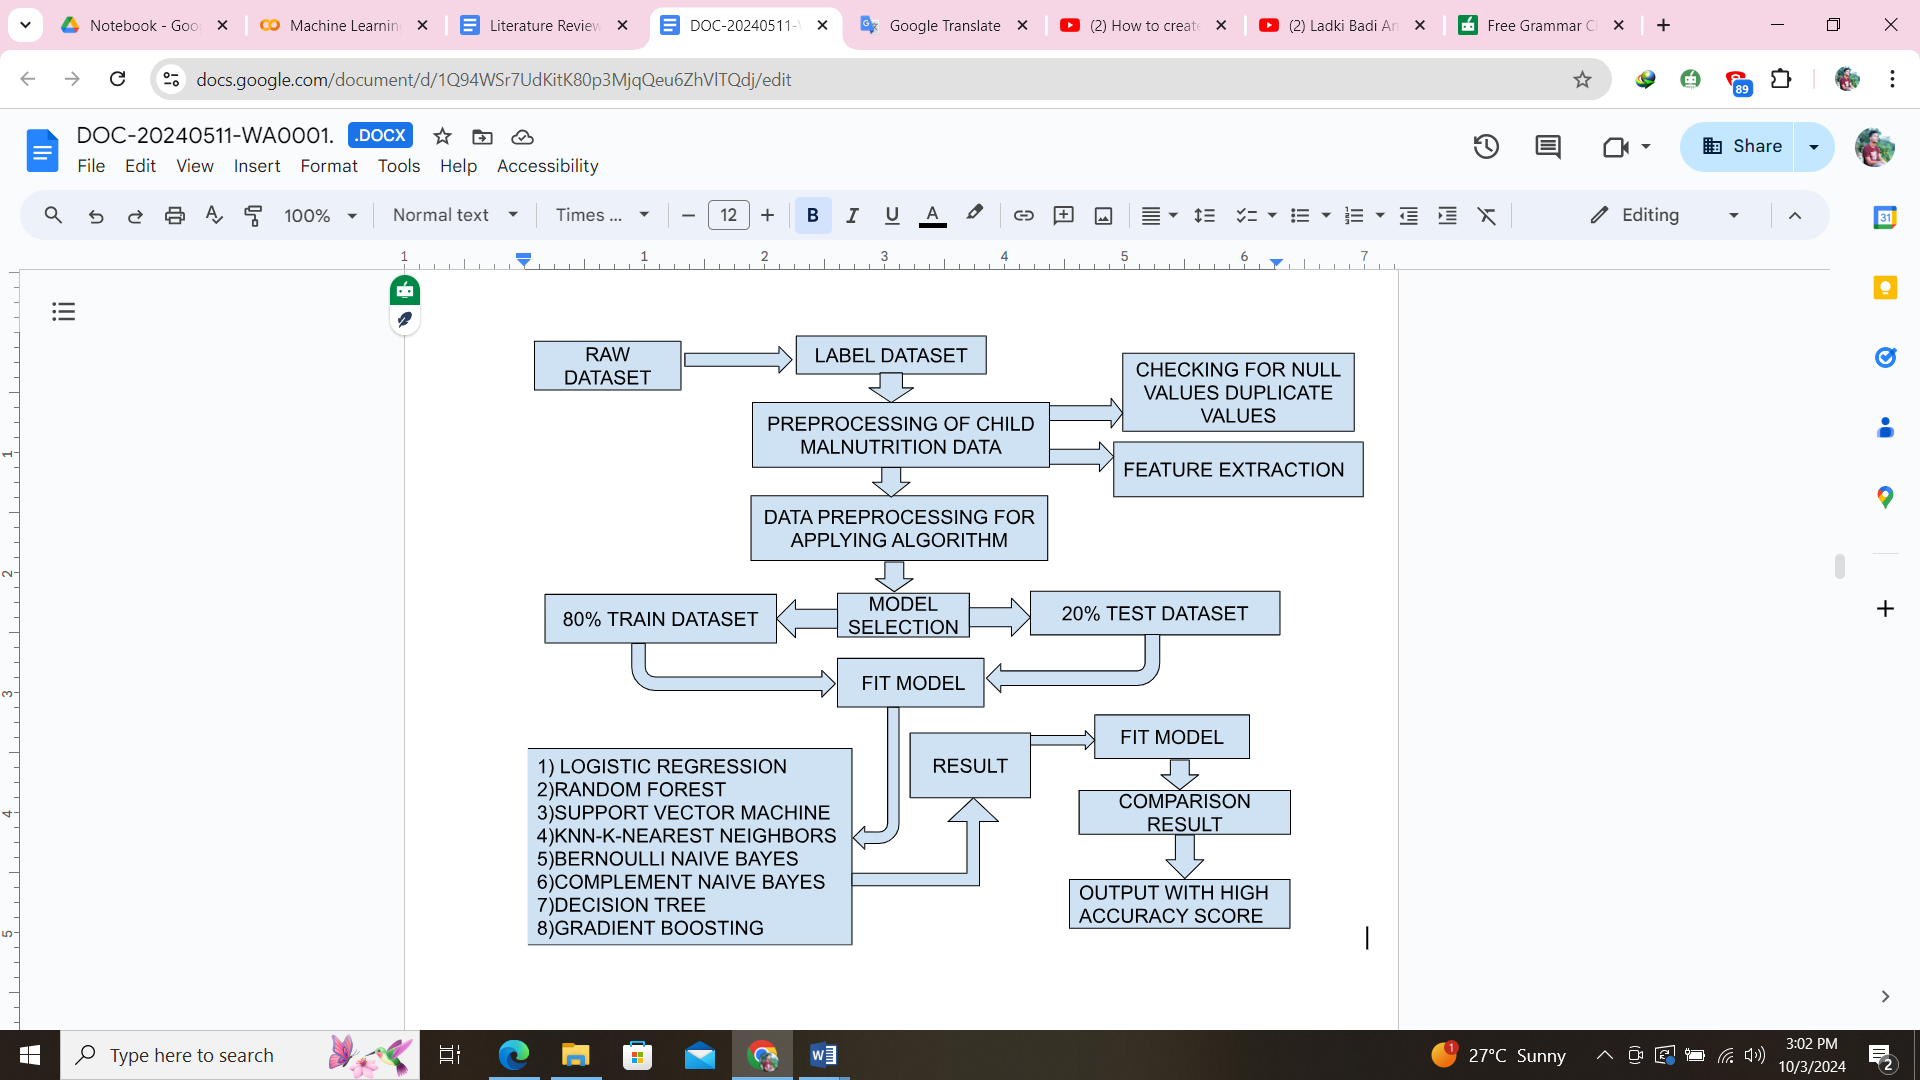 Notebook - Goo
Machine Learning
Literature Review
DOC-20240511-
Google Translate
(2) How to create
(2) Ladki Badi An
Free Grammar C
docs.google.com/document/d/1Q94WSr7UdKitK80p3MjqQeu6ZhVlTQdj/edit
89
DOC-20240511-WA0001.
.DOCX
File Edit View Insert Format Tools Help Accessibility
Share
100%
Normal text
Times ...
12
B I U A
Editing
31
1 1 2 3 4 5 6 7
RAW
DATASET
LABEL DATASET
CHECKING FOR NULL
VALUES DUPLICATE
VALUES
PREPROCESSING OF CHILD
MALNUTRITION DATA
FEATURE EXTRACTION
DATA PREPROCESSING FOR
APPLYING ALGORITHM
80% TRAIN DATASET
MODEL
SELECTION
20% TEST DATASET
FIT MODEL
1) LOGISTIC REGRESSION
2)RANDOM FOREST
3)SUPPORT VECTOR MACHINE
4)KNN-K-NEAREST NEIGHBORS
5)BERNOULLI NAIVE BAYES
6)COMPLEMENT NAIVE BAYES
7)DECISION TREE
8)GRADIENT BOOSTING
RESULT
FIT MODEL
COMPARISON
RESULT
OUTPUT WITH HIGH
ACCURACY SCORE
1
2
3
4
5
Type here to search
1
27°C Sunny
3:02 PM
10/3/2024
2